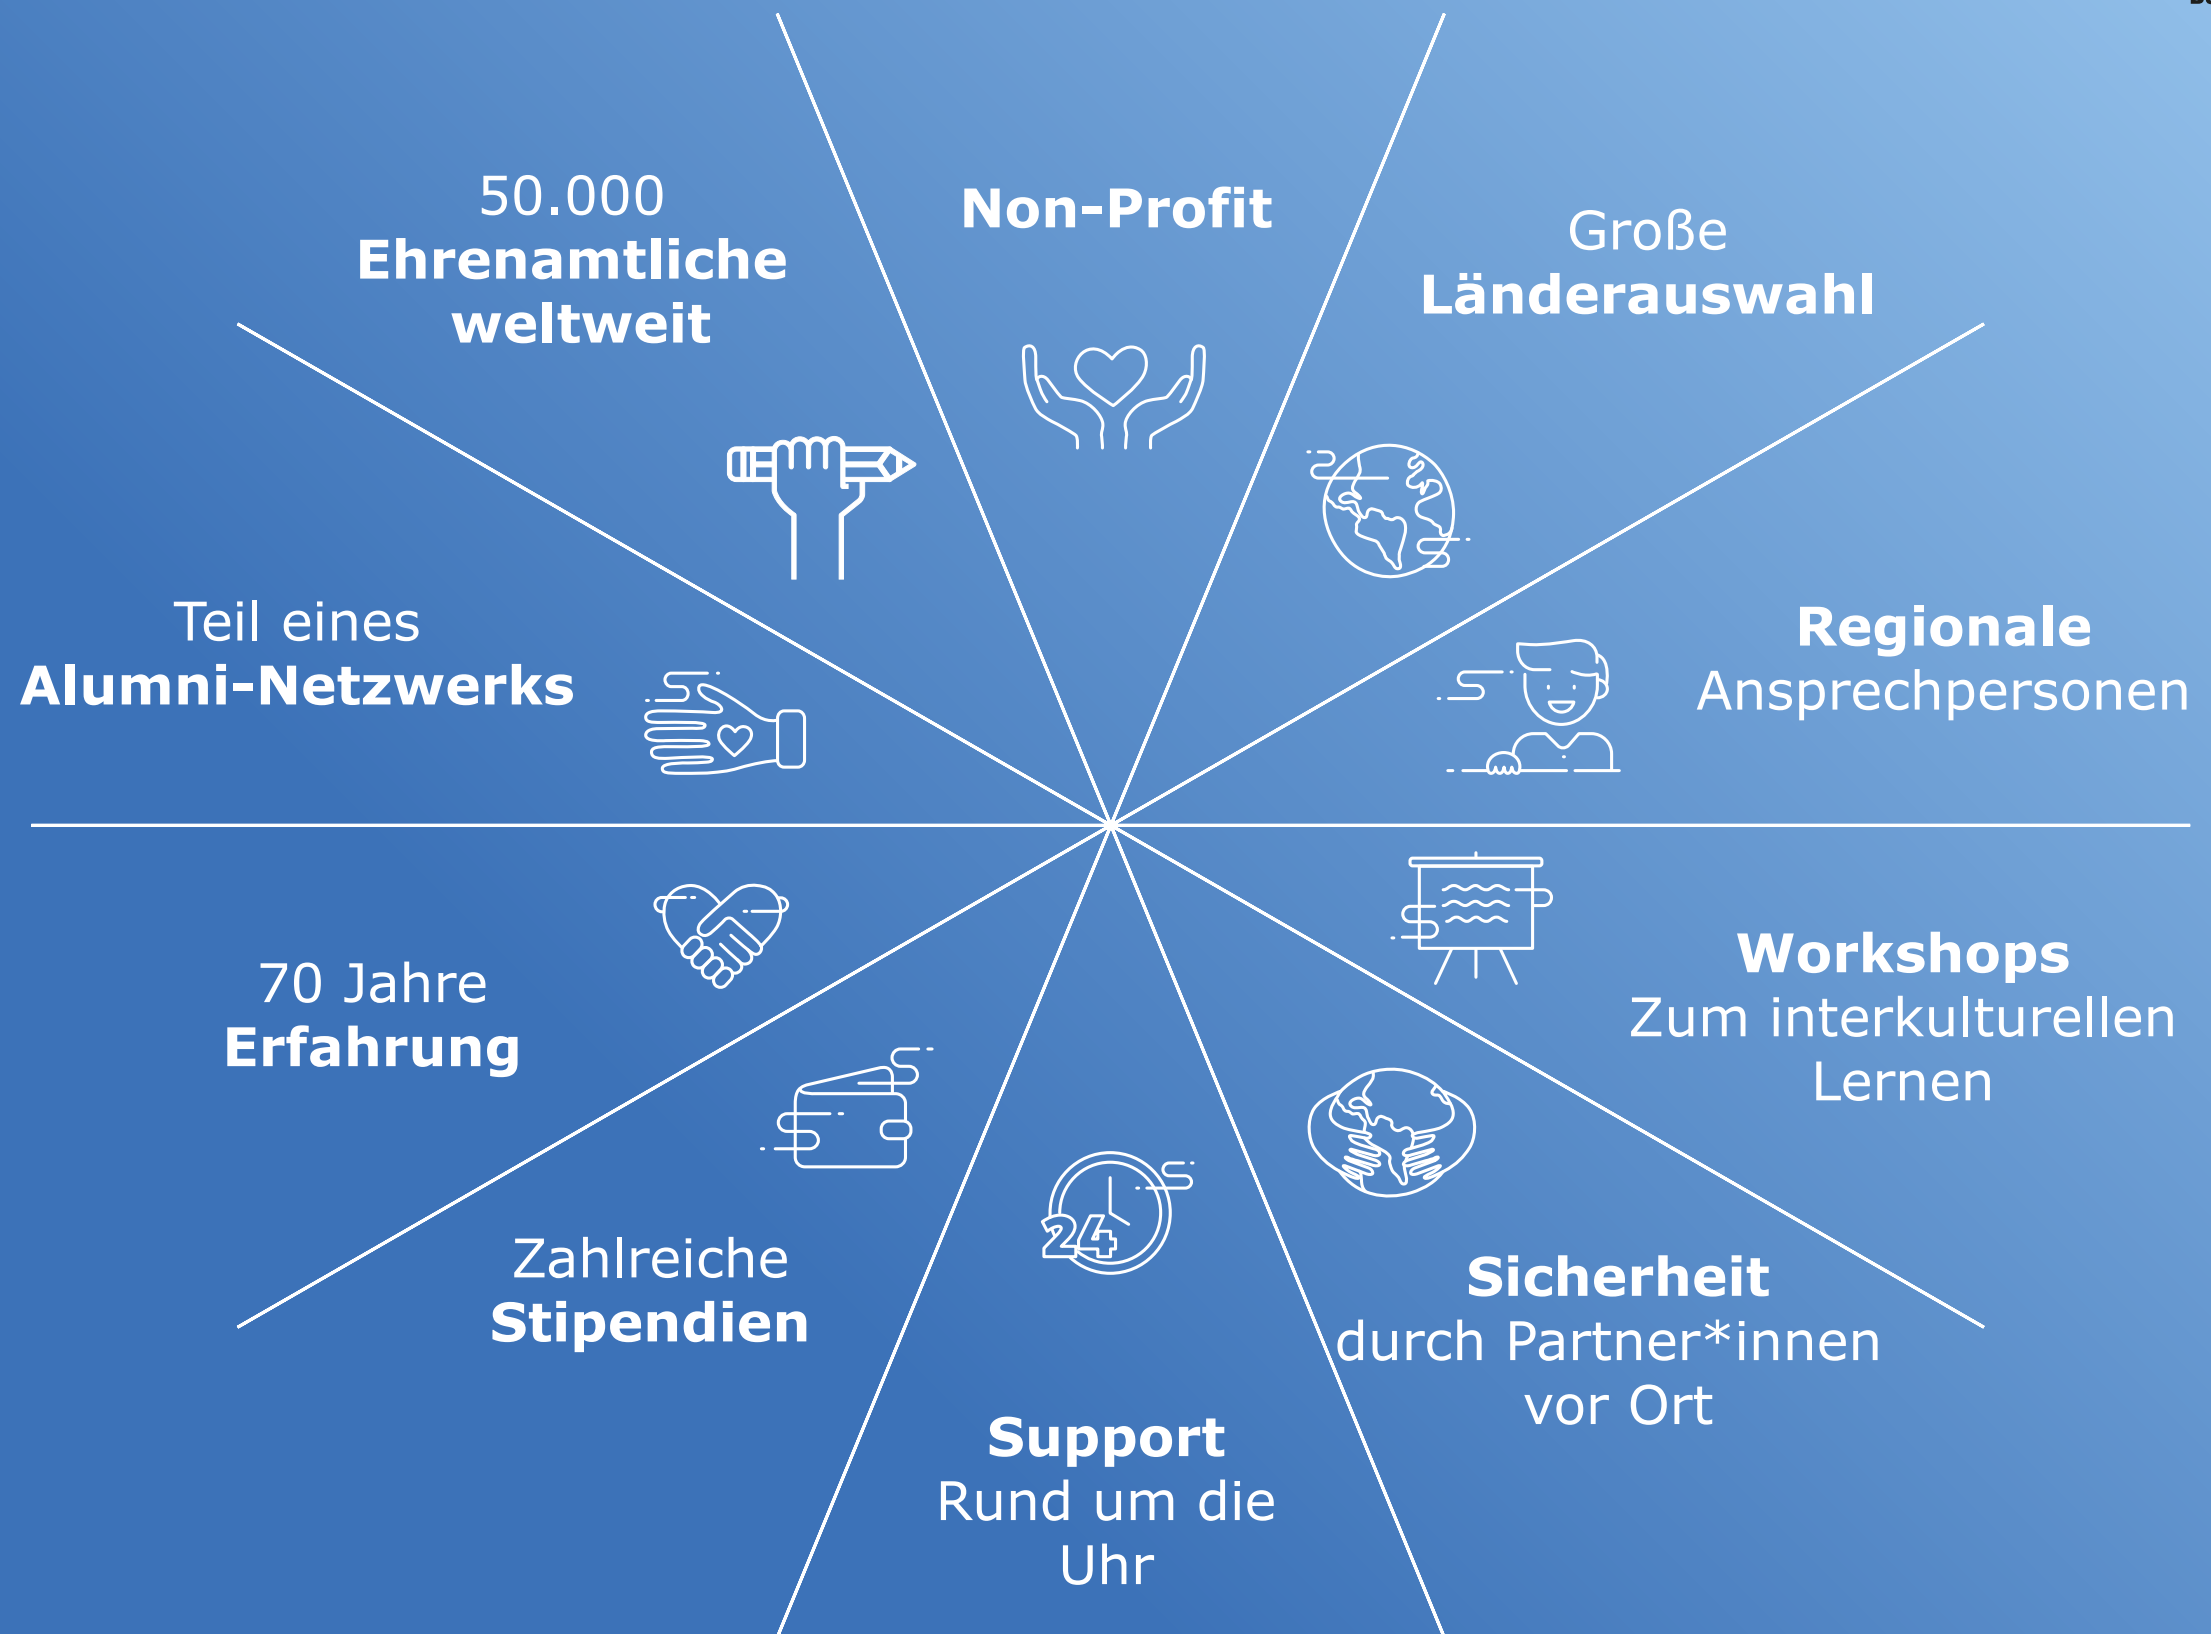 50.000
Ehrenamtliche
weltweit
Non-Profit
Große
Länderauswahl
Regionale
Ansprechpersonen
Workshops
Zum interkulturellen
Lernen
Sicherheit
durch Partner*innen
vor Ort
Support
Rund um die
Uhr
24
Zahlreiche
Stipendien
70 Jahre
Erfahrung
Teil eines
Alumni-Netzwerks